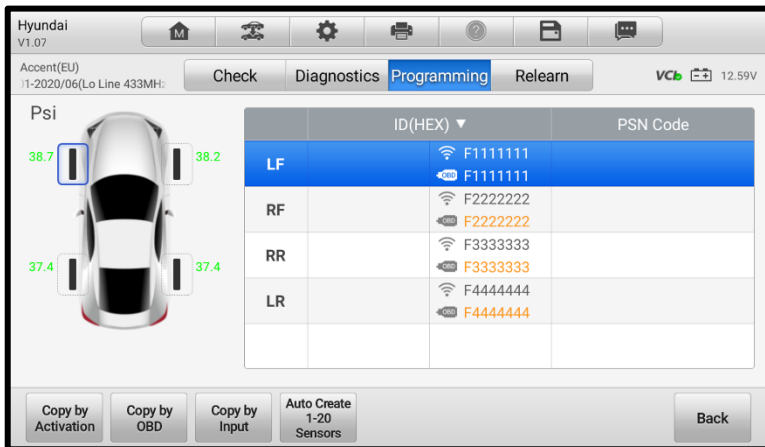 Hyundai
V1.07
M
?
Accent(EU)
1-2020/06(Lo Line 433MH
Check
Diagnostics
Programming
Relearn
VCI
12.59V
Psi
38.7
38.2
37.4
37.4
ID(HEX) ▼
PSN Code
LF
F1111111
OBD F1111111
RF
F2222222
OBD F2222222
RR
F3333333
OBD F3333333
LR
F4444444
OBD F4444444
Copy by
Activation
Copy by
OBD
Copy by
Input
Auto Create
1-20
Sensors
Back